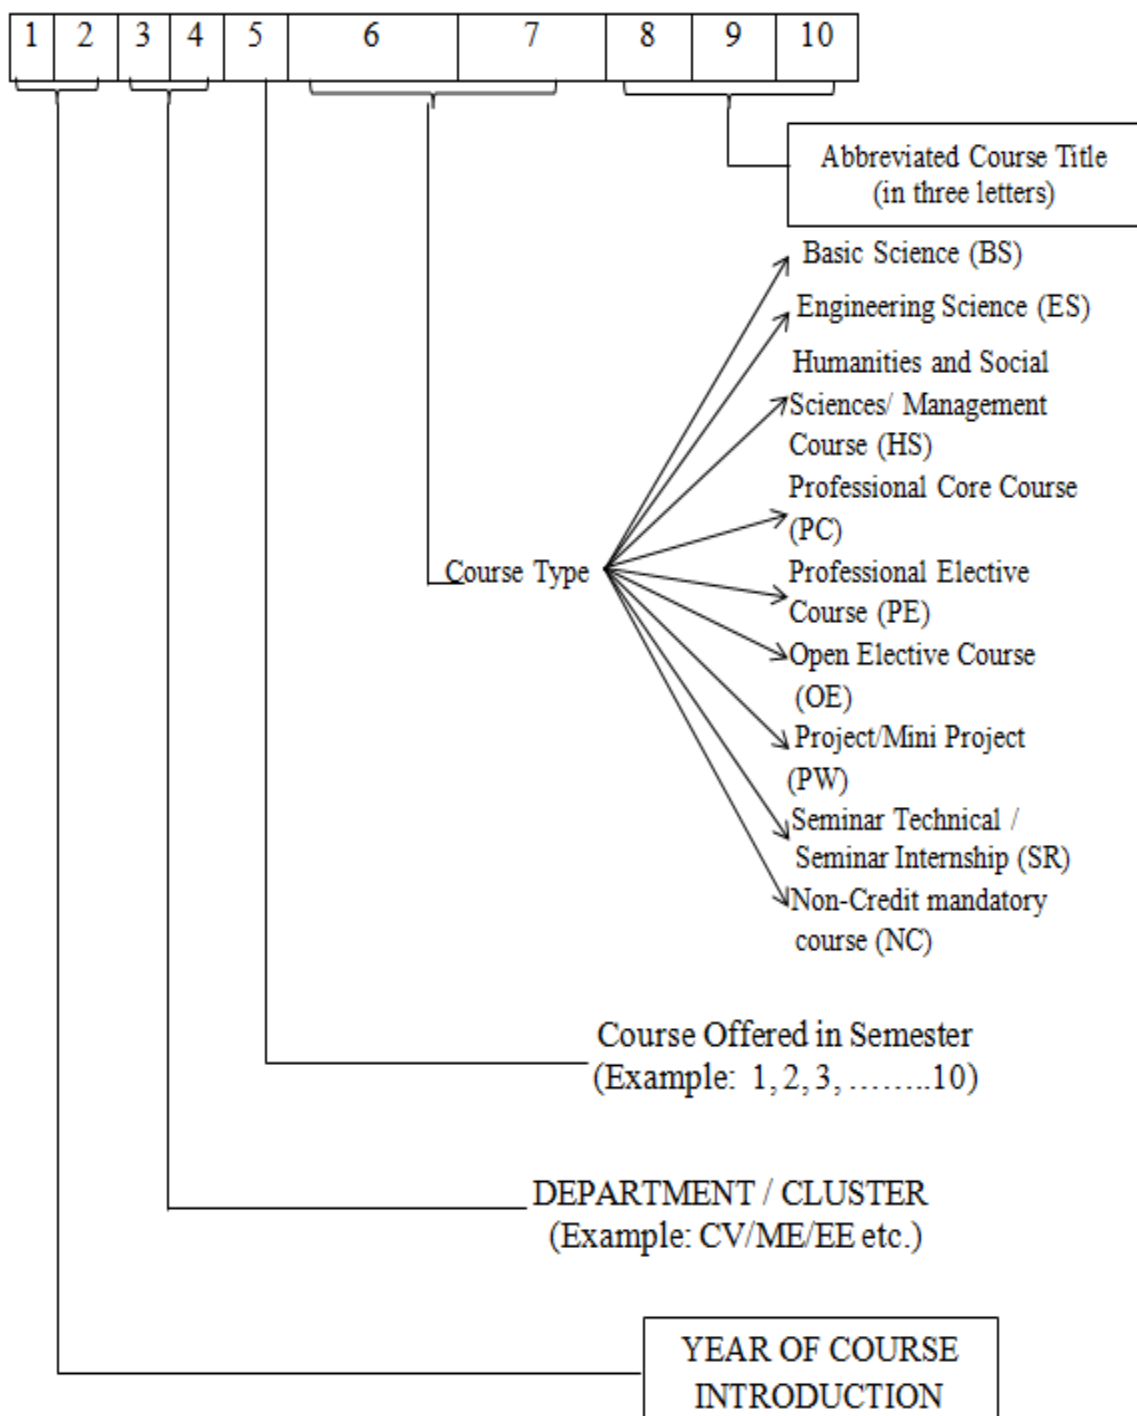 1 2 3 4 5 6 7 8 9 10
Abbreviated Course Title
(in three letters)
Basic Science (BS)
Engineering Science (ES)
Humanities and Social
Sciences/ Management
Course (HS)
Professional Core Course
(PC)
Course Type
Professional Elective
Course (PE)
Open Elective Course
(OE)
Project/Mini Project
(PW)
Seminar Technical /
Seminar Internship (SR)
Non-Credit mandatory
course (NC)
Course Offered in Semester
(Example: 1, 2, 3, ……..10)
DEPARTMENT / CLUSTER
(Example: CV/ME/EE etc.)
YEAR OF COURSE
INTRODUCTION